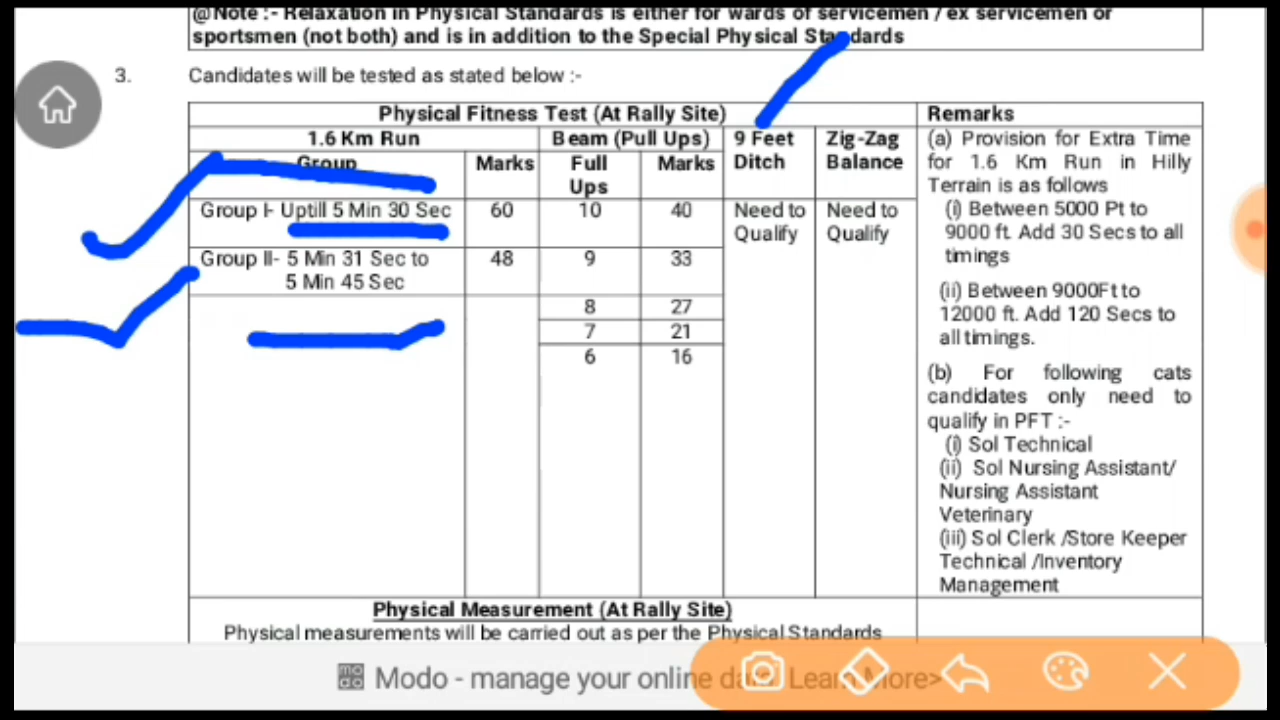 @Note :- Relaxation in Physical Standards is either for wards of servicemen / ex servicemen or
sportsmen (not both) and is in addition to the Special Physical Standards
3. Candidates will be tested as stated below :-
Physical Fitness Test (At Rally Site)
Remarks
1.6 Km Run
Beam (Pull Ups)
9 Feet
Ditch
Zig-Zag
Balance
Group
Marks
Full
Ups
Marks
Group I- Uptill 5 Min 30 Sec
60
10
40
Need to
Qualify
Need to
Qualify
Group II- 5 Min 31 Sec to
5 Min 45 Sec
48
9
33
8
27
7
21
6
16
(a) Provision for Extra Time
for 1.6 Km Run in Hilly
Terrain is as follows
(i) Between 5000 Pt to
9000 ft. Add 30 Secs to all
timings
(ii) Between 9000Ft to
12000 ft. Add 120 Secs to
all timings.
(b) For following cats
candidates only need to
qualify in PFT :-
(i) Sol Technical
(ii) Sol Nursing Assistant/
Nursing Assistant
Veterinary
(iii) Sol Clerk /Store Keeper
Technical /Inventory
Management
Physical Measurement (At Rally Site)
Physical measurements will be carried out as per the Physical Standards
mo
do
Modo - manage your online Learn More>